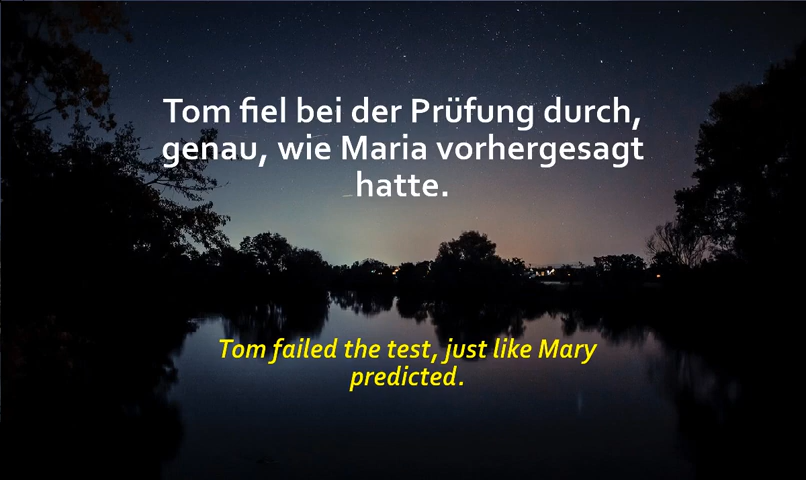 Tom fiel bei der Prüfung durch,
genau, wie Maria vorhergesagt
hatte.
Tom failed the test, just like Mary
predicted.